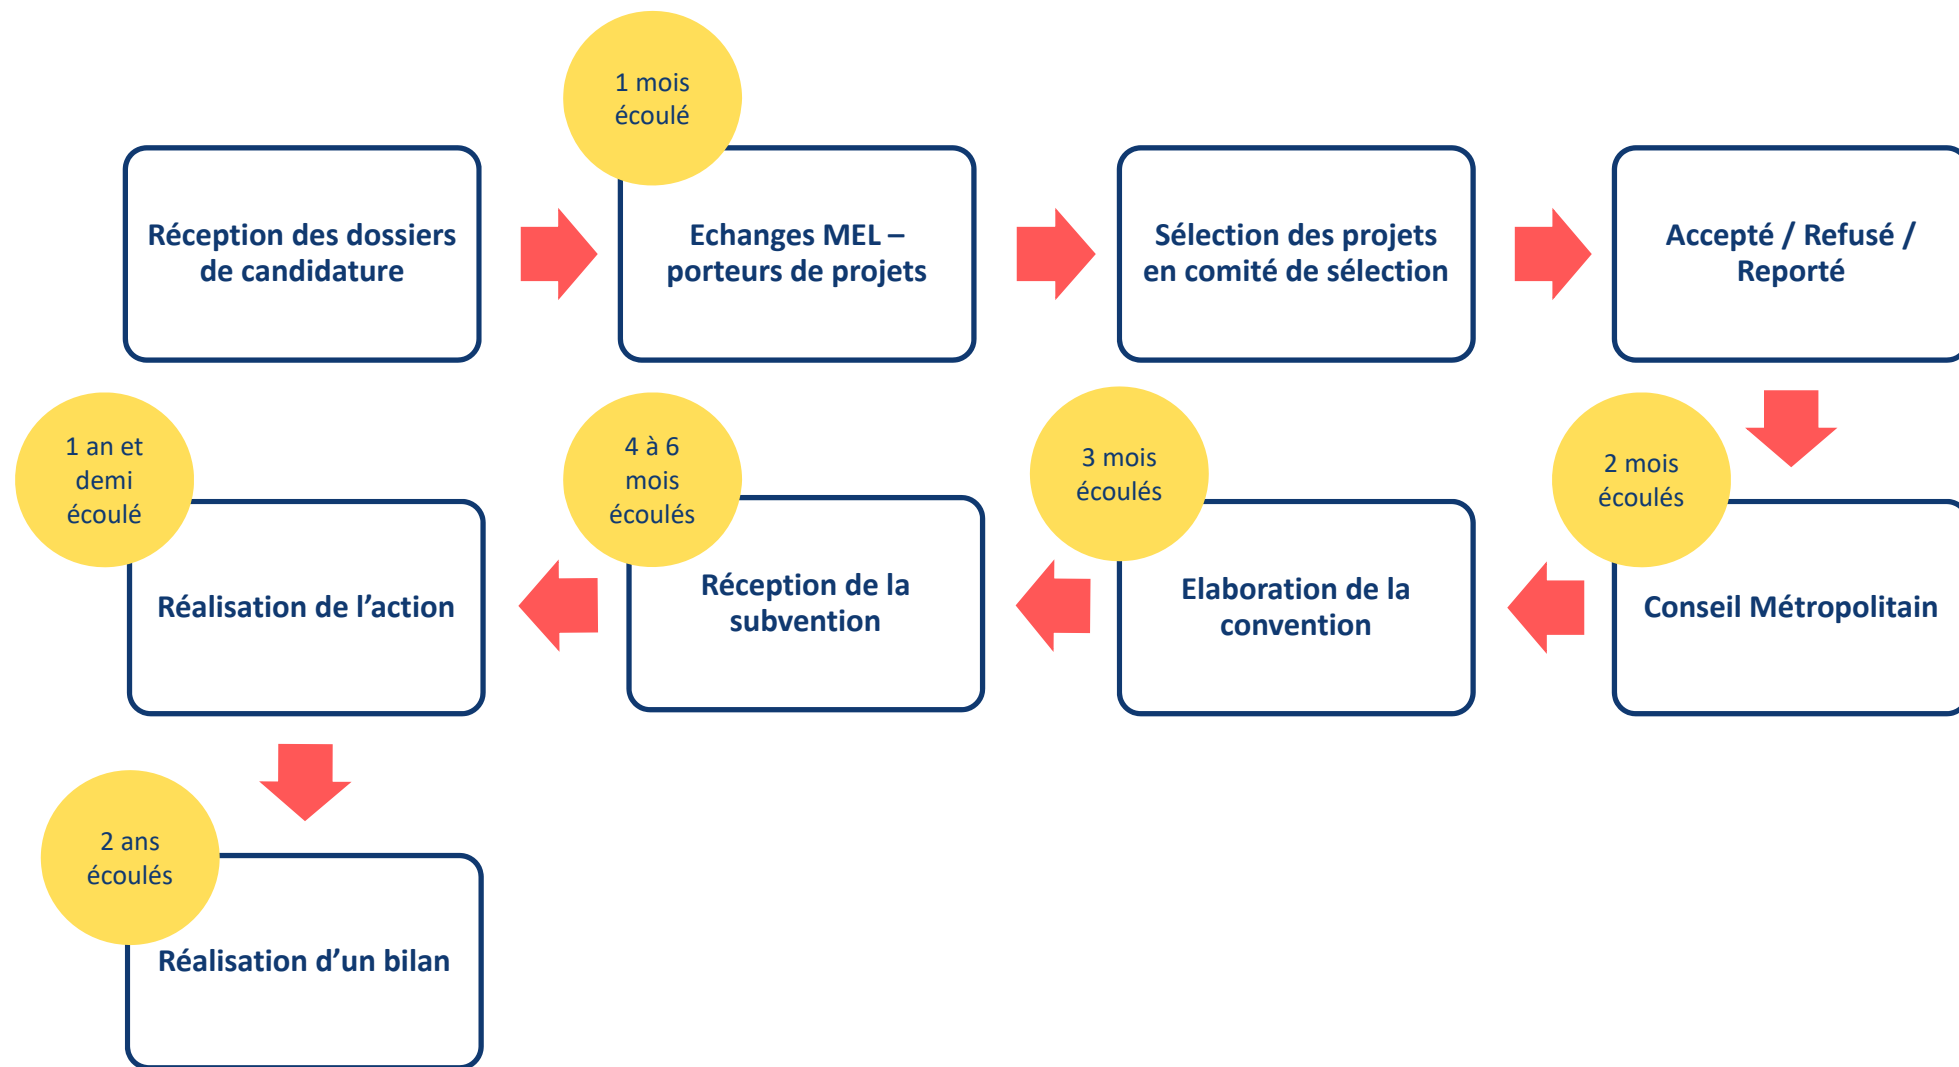 1 mois
écoulé
Réception des dossiers
de candidature
Echanges MEL –
porteurs de projets
Sélection des projets
en comité de sélection
Accepté / Refusé /
Reporté
2 mois
écoulés
Conseil Métropolitain
3 mois
écoulés
Elaboration de la
convention
4 à 6
mois
écoulés
Réception de la
subvention
1 an et
demi
écoulé
Réalisation de l’action
2 ans
écoulés
Réalisation d’un bilan